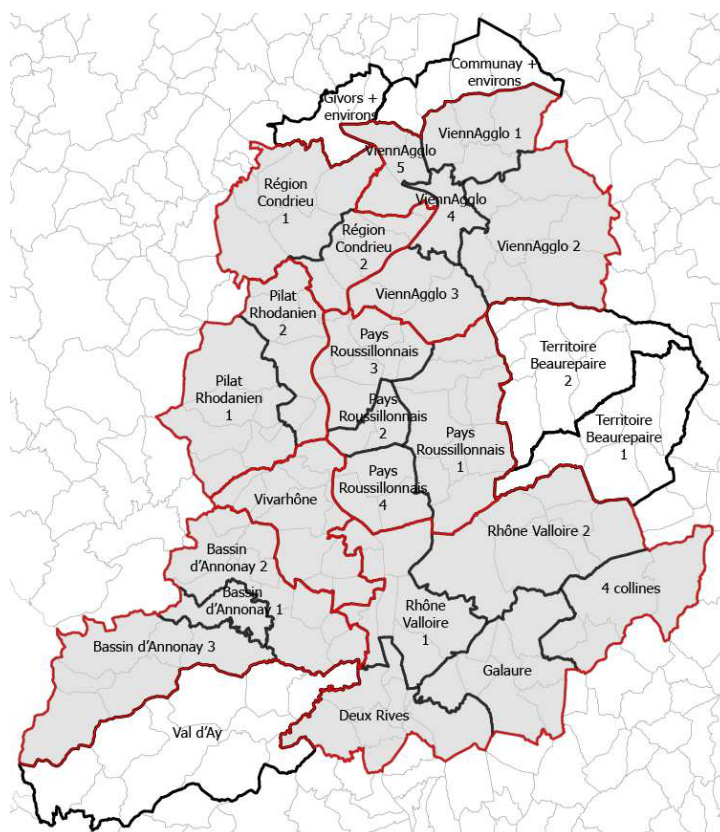 Communay +
environs
Givors +
environs
ViennAgglo 1
ViennAgglo
5
Région
Condrieu
1
ViennAgglo
4
Région
Condrieu
2
ViennAgglo 2
ViennAgglo 3
Pilat
Rhodanien
2
Pays
Roussillonnais
3
Territoire
Beaurepaire
2
Pilat
Rhodanien
1
Pays
Roussillonnais
2
Territoire
Beaurepaire
1
Pays
Roussillonnais
1
Pays
Roussillonnais
4
Vivarhône
Rhône Valloire 2
Bassin
d'Annonay 2
Bassin
d'Annonay 1
4 collines
Rhône
Valloire
1
Bassin d'Annonay 3
Galaure
Deux Rives
Val d'Ay